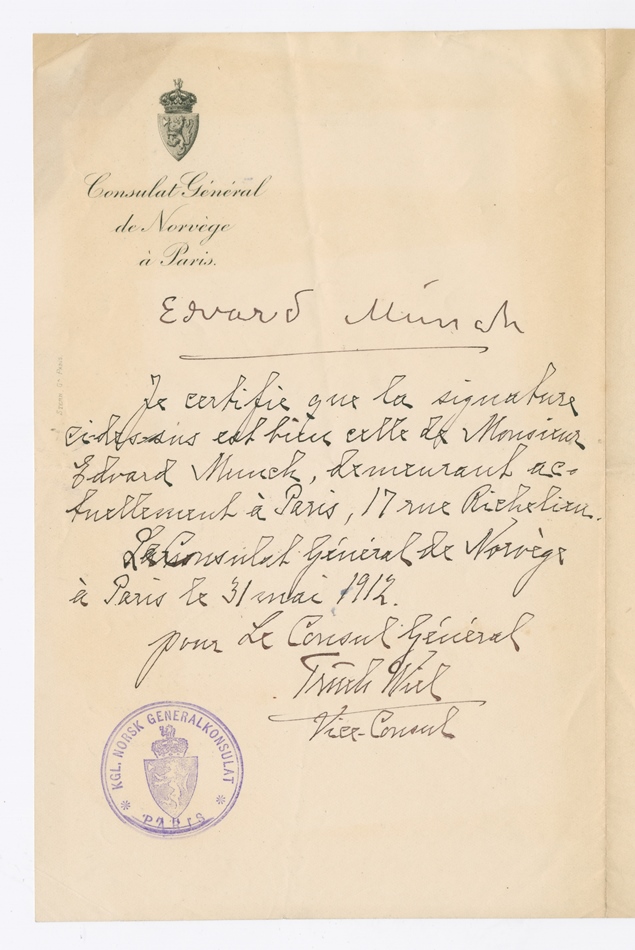 Consulat Général
de Norvège
à Paris.
Edvard Munch
Je certifie que la signature
ci-dessus est bien celle de Monsieur
Edvard Munch, demeurant ac-
tuellement à Paris, 17 rue Richelieu.
Le Consulat Général de Norvège
à Paris le 31 mai 1912.
pour Le Consul Général
Vice-Consul
KGL. NORSK GENERALKONSULAT
PARIS